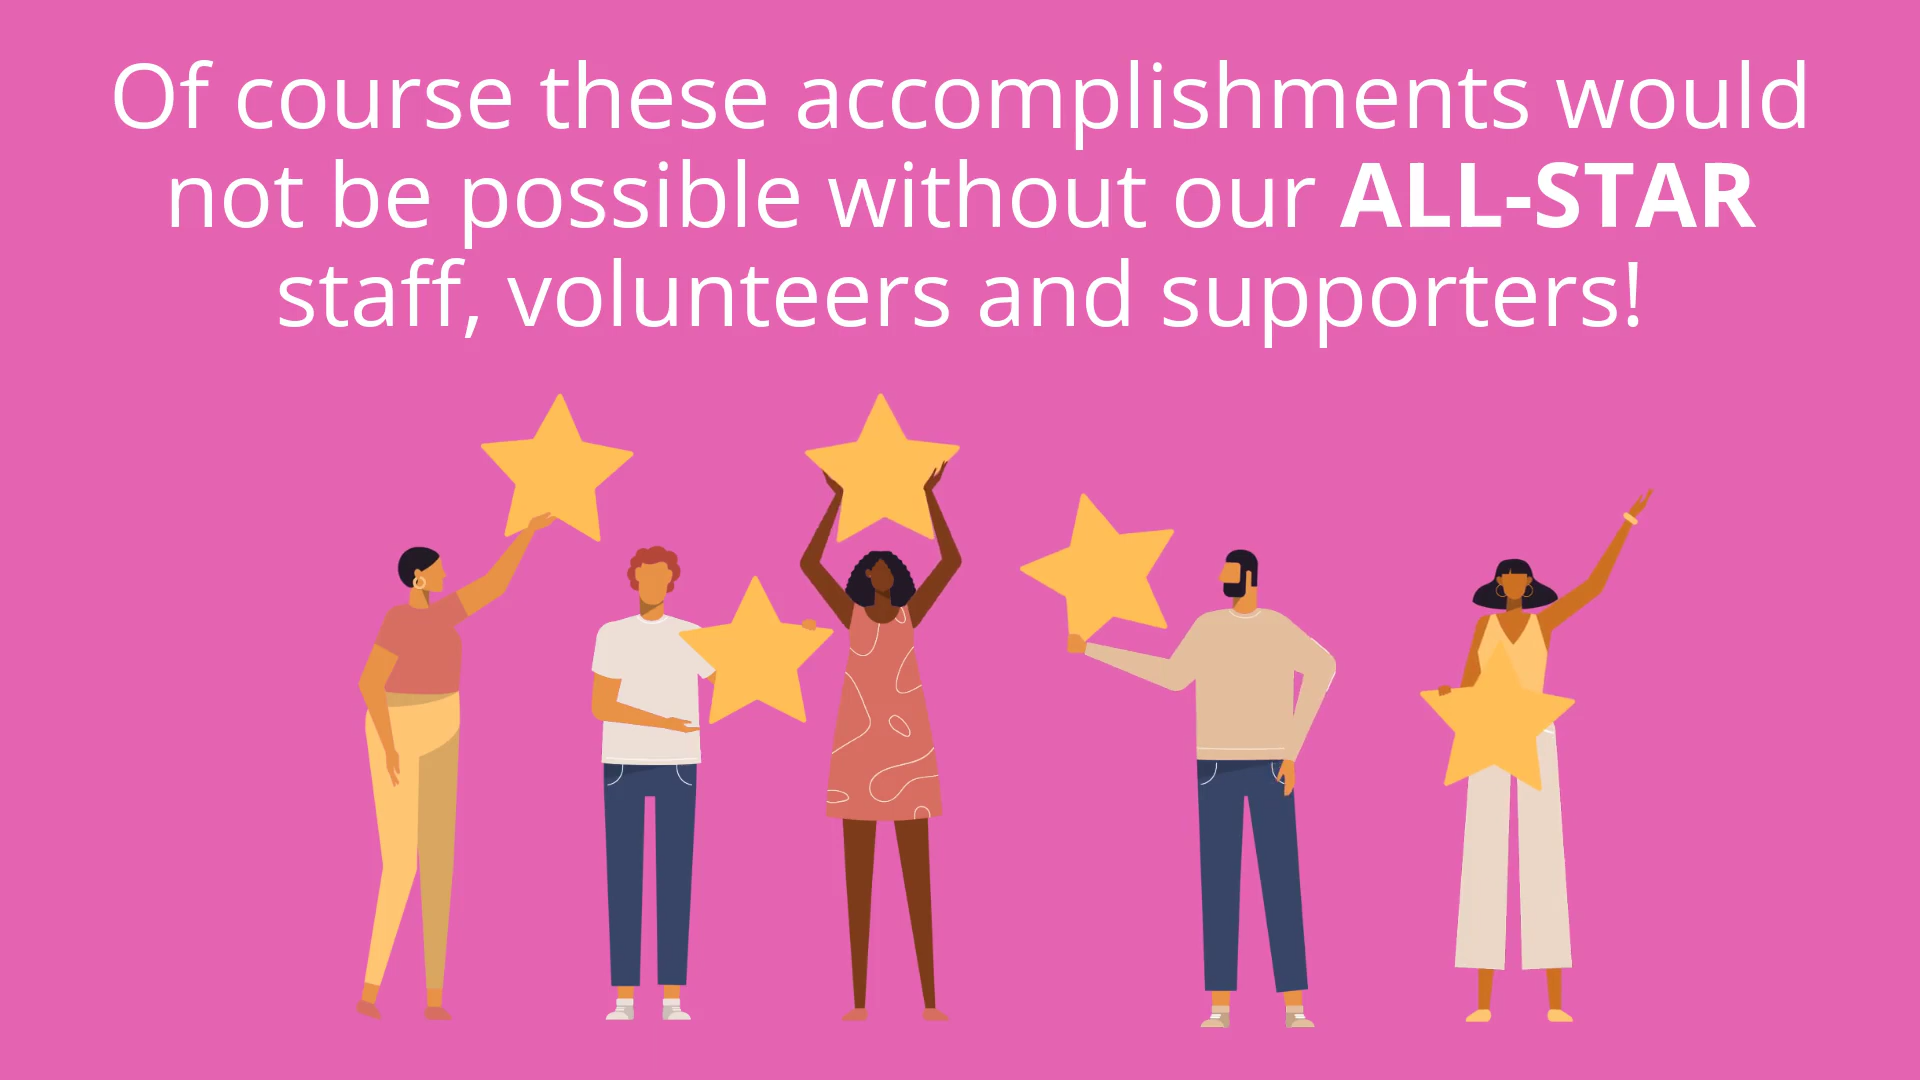 Of course these accomplishments would
not be possible without our ALL-STAR
staff, volunteers and supporters!